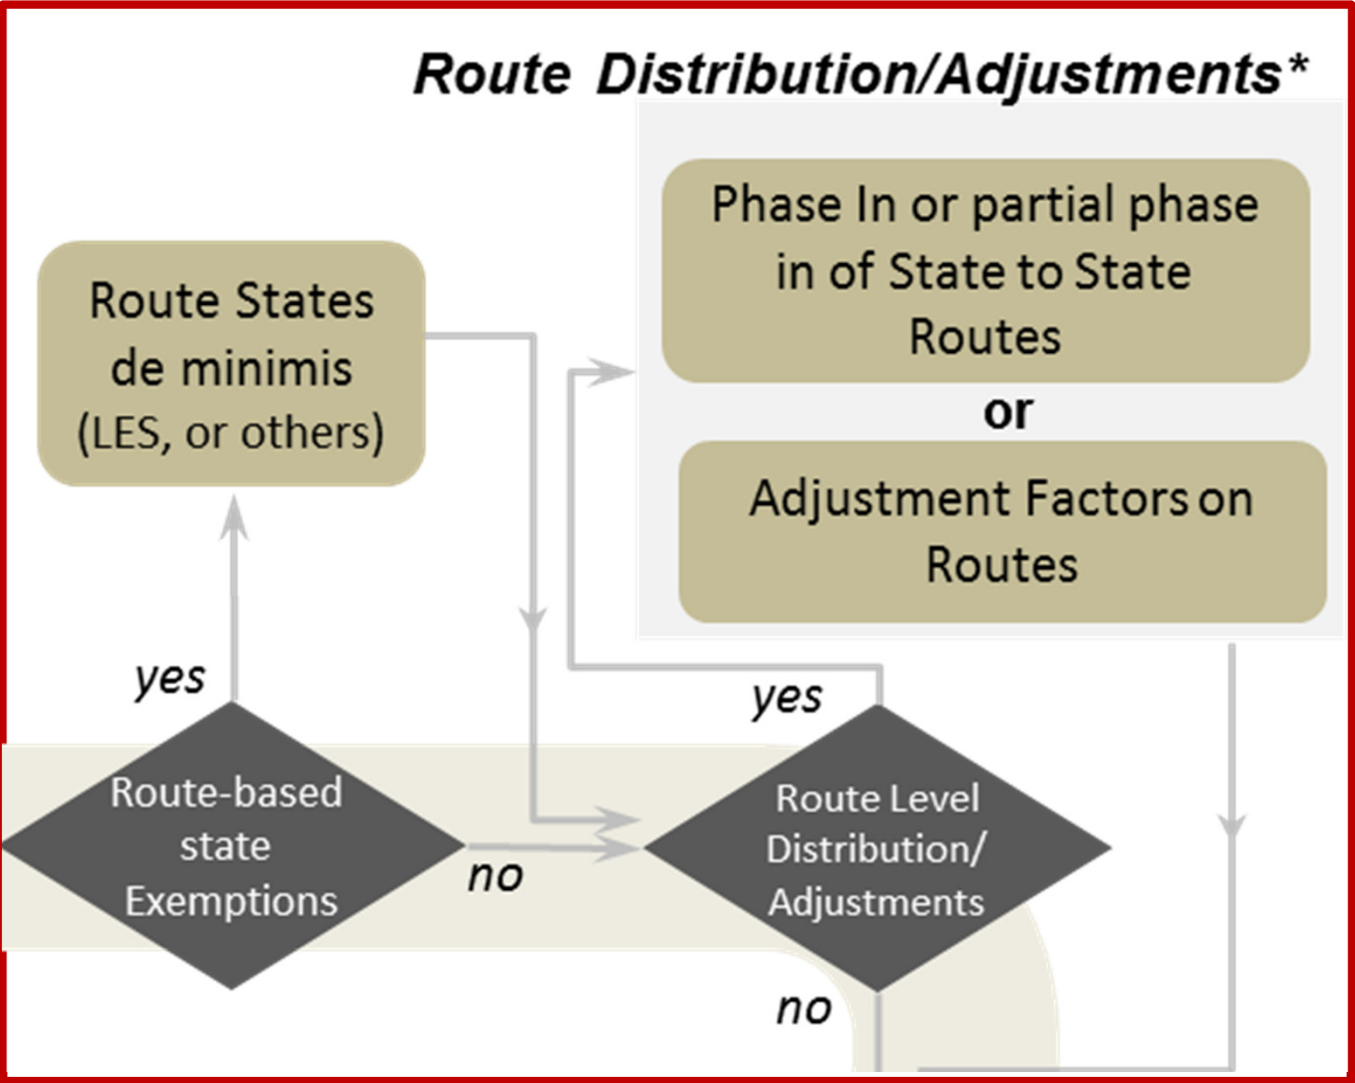 Route Distribution/Adjustments*
Phase In or partial phase
in of State to State
Routes
or
Adjustment Factors on
Routes
Route States
de minimis
(LES, or others)
yes
yes
Route-based
state
Exemptions
no
Route Level
Distribution/
Adjustments
no